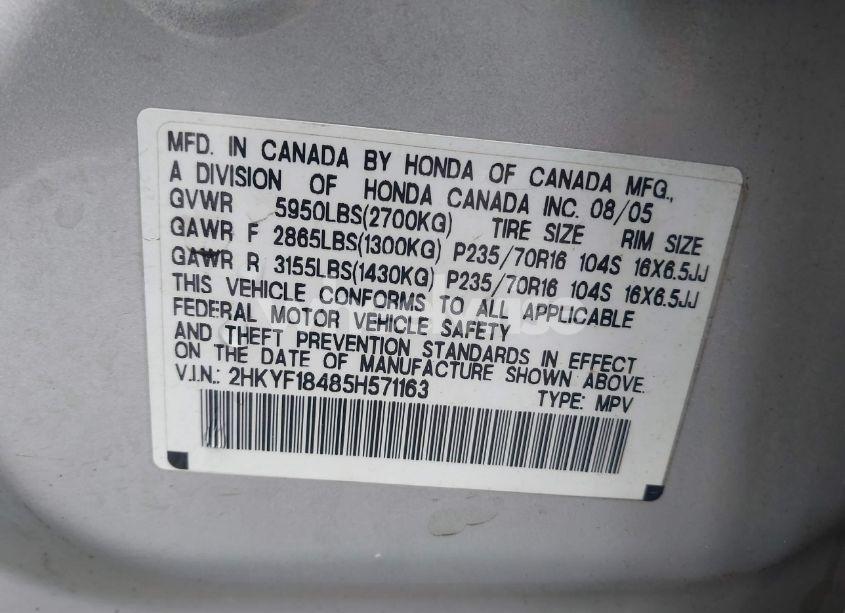 MFD. IN CANADA BY HONDA OF CANADA MFG.,
A DIVISION OF HONDA CANADA INC. 08/05
GVWR 5950LBS(2700KG) TIRE SIZE RIM SIZE
GAWR F 2865LBS(1300KG) P235/70R16 104S 16X6.5JJ
GAWR R 3155LBS(1430KG) P235/70R16 104S 16X6.5JJ
THIS VEHICLE CONFORMS TO ALL APPLICABLE
FEDERAL MOTOR VEHICLE SAFETY
AND THEFT PREVENTION STANDARDS IN EFFECT
ON THE DATE OF MANUFACTURE SHOWN ABOVE.
V.I.N.: 2HKYF18485H571163 TYPE: MPV